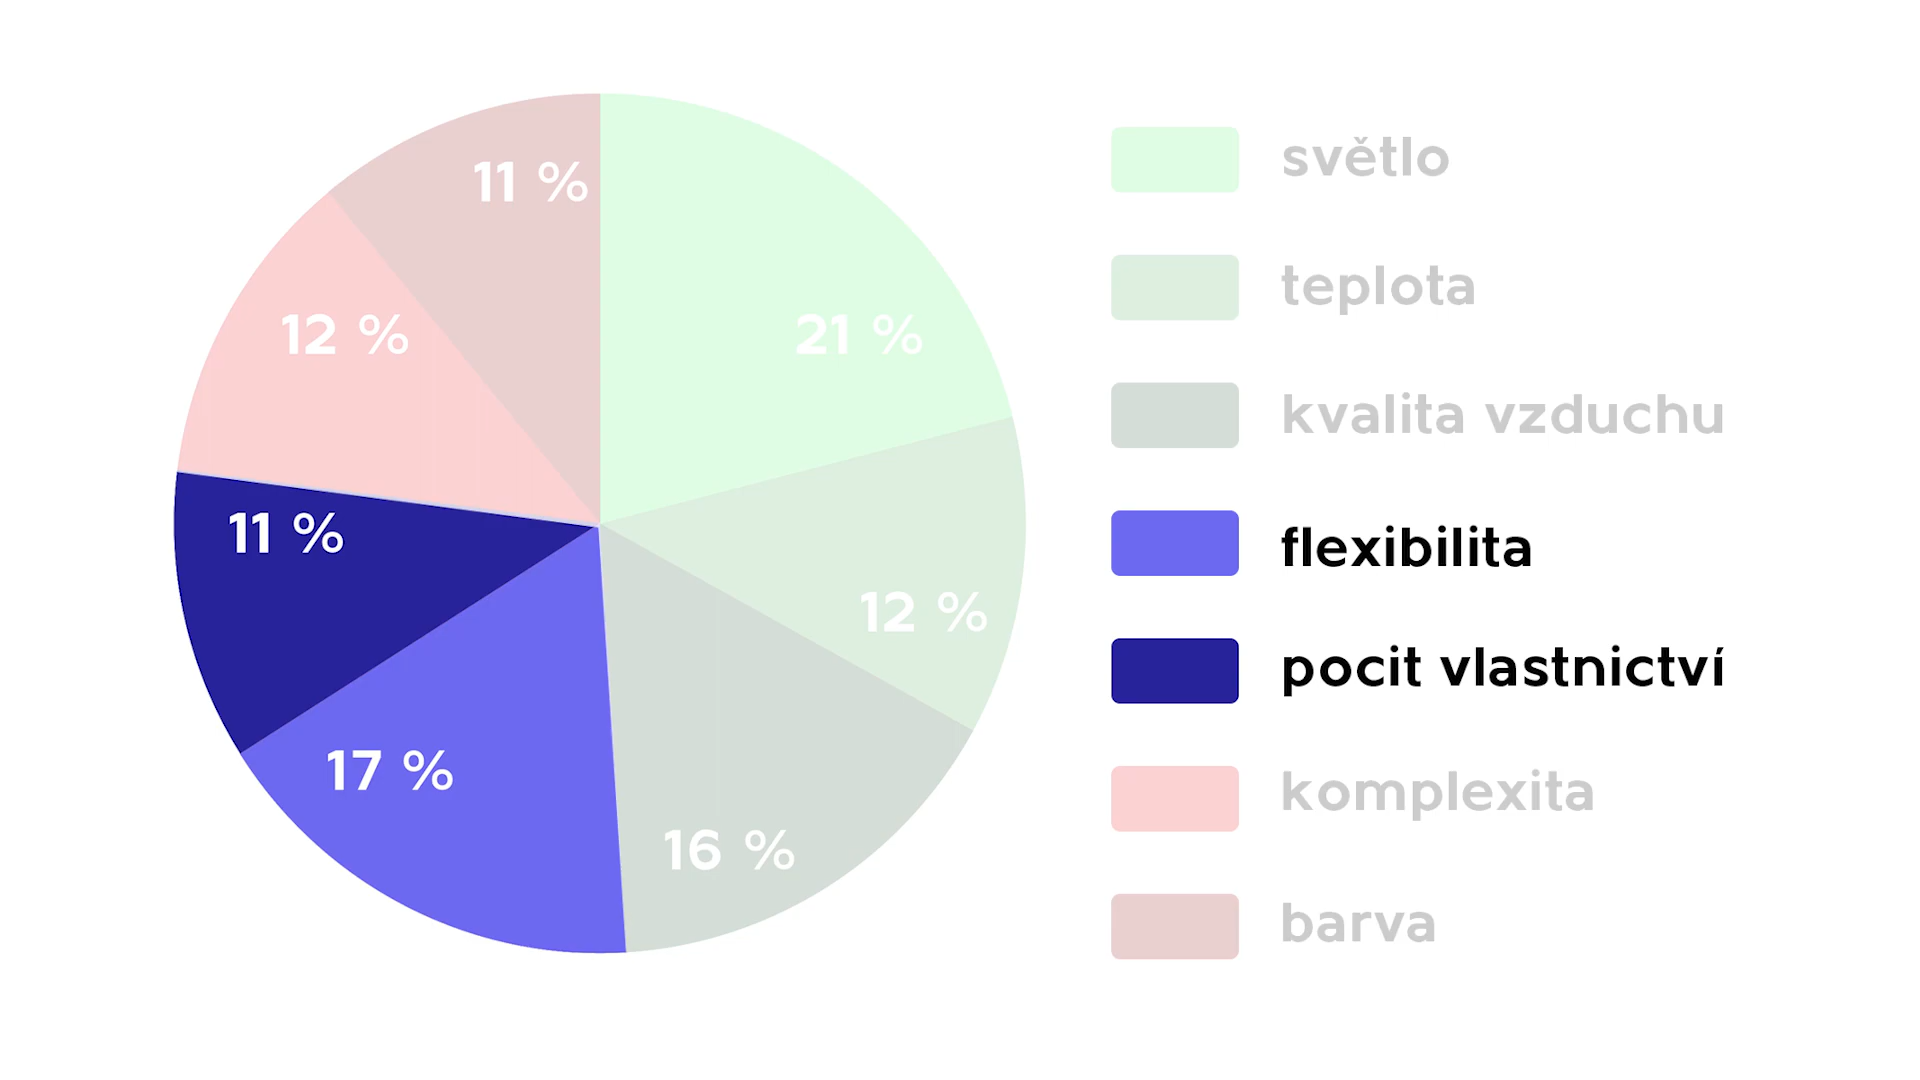 11 %
21 %
12 %
11 %
12 %
17 %
16 %
světlo
teplota
kvalita vzduchu
flexibilita
pocit vlastnictví
komplexita
barva